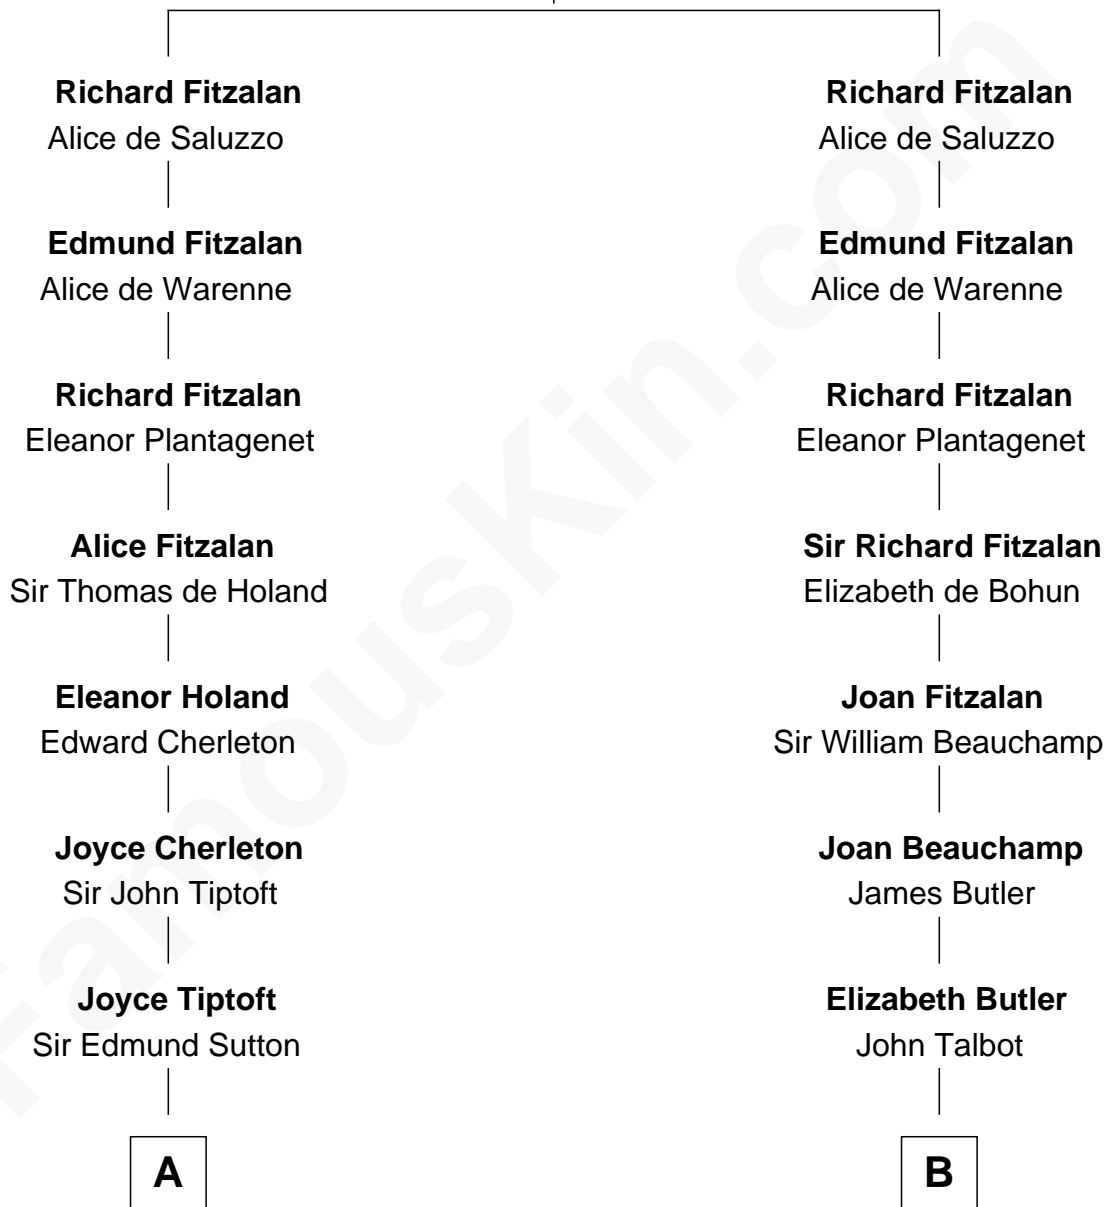 Richard Fitzalan
Alice de Saluzzo
Edmund Fitzalan
Alice de Warenne
Richard Fitzalan
Eleanor Plantagenet
Alice Fitzalan
Sir Thomas de Holand
Eleanor Holand
Edward Cherleton
Joyce Cherleton
Sir John Tiptoft
Joyce Tiptoft
Sir Edmund Sutton
A
Richard Fitzalan
Alice de Saluzzo
Edmund Fitzalan
Alice de Warenne
Richard Fitzalan
Eleanor Plantagenet
Sir Richard Fitzalan
Elizabeth de Bohun
Joan Fitzalan
Sir William Beauchamp
Joan Beauchamp
James Butler
Elizabeth Butler
John Talbot
B
FamousKin.com